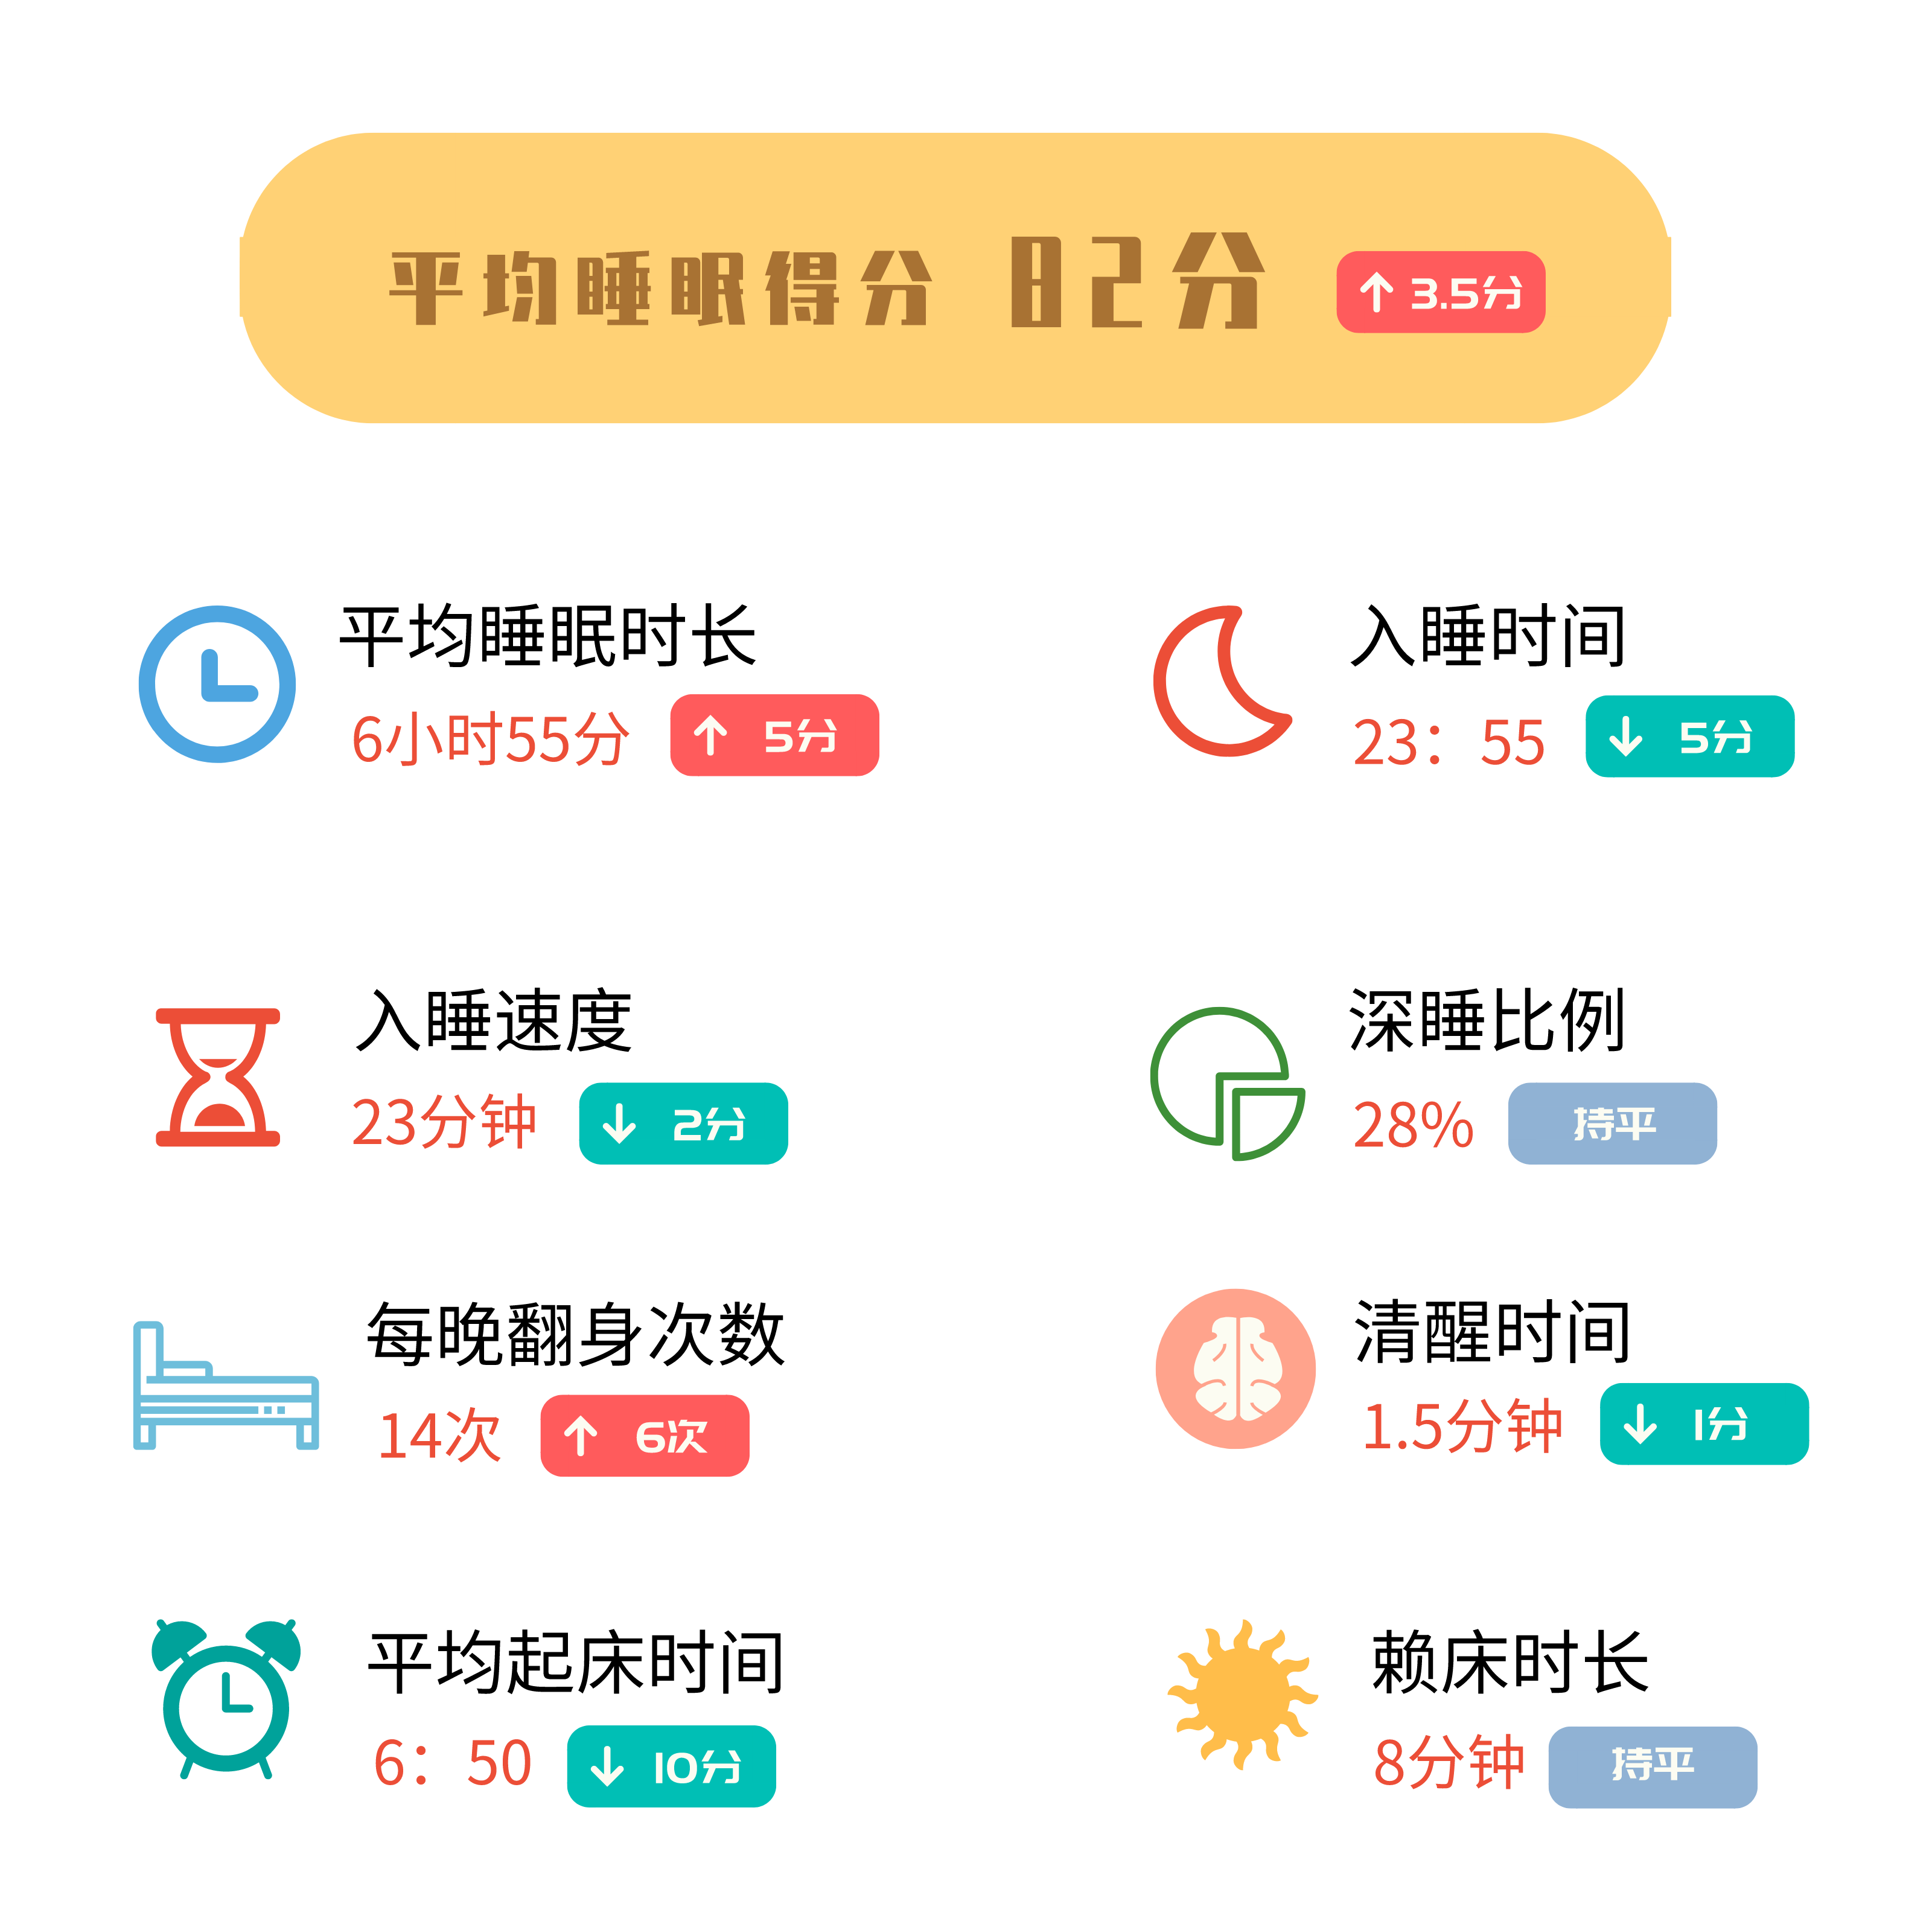 平均睡眠得分 82分 ↑ 3.5分
平均睡眠时长
6小时55分 ↑ 5分
入睡时间
23：55 ↓ 5分
入睡速度
23分钟 ↓ 2分
深睡比例
28% 持平
每晚翻身次数
14次 ↑ 6次
清醒时间
1.5分钟 ↓ 1分
平均起床时间
6：50 ↓ 10分
赖床时长
8分钟 持平